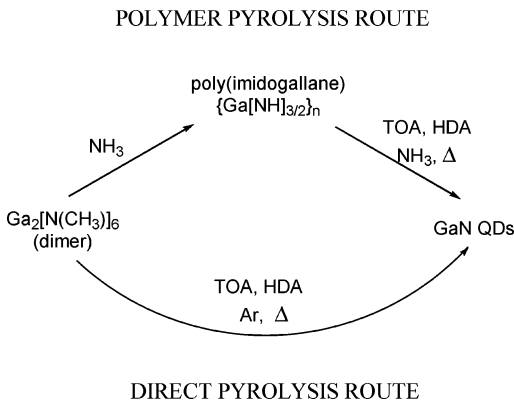 POLYMER PYROLYSIS ROUTE
poly(imidogallane)
{Ga[NH]3/2}n
TOA, HDA
NH3, Δ
NH3
Ga2[N(CH3)]6
(dimer)
GaN QDs
TOA, HDA
Ar, Δ
DIRECT PYROLYSIS ROUTE